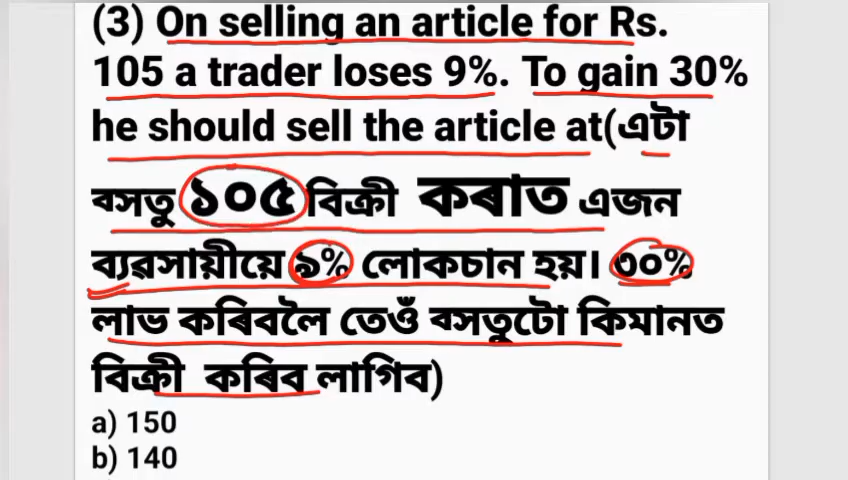 (3) On selling an article for Rs.
105 a trader loses 9%. To gain 30%
he should sell the article at(এটা
বসতু ১০৫ বিক্ৰী কৰাত এজন
ব্যৱসায়ীয়ে ৯% লোকচান হয়। ৩০%
লাভ কৰিবলৈ তেওঁ বসতুটো কিমানত
বিক্ৰী কৰিব লাগিব)
a) 150
b) 140